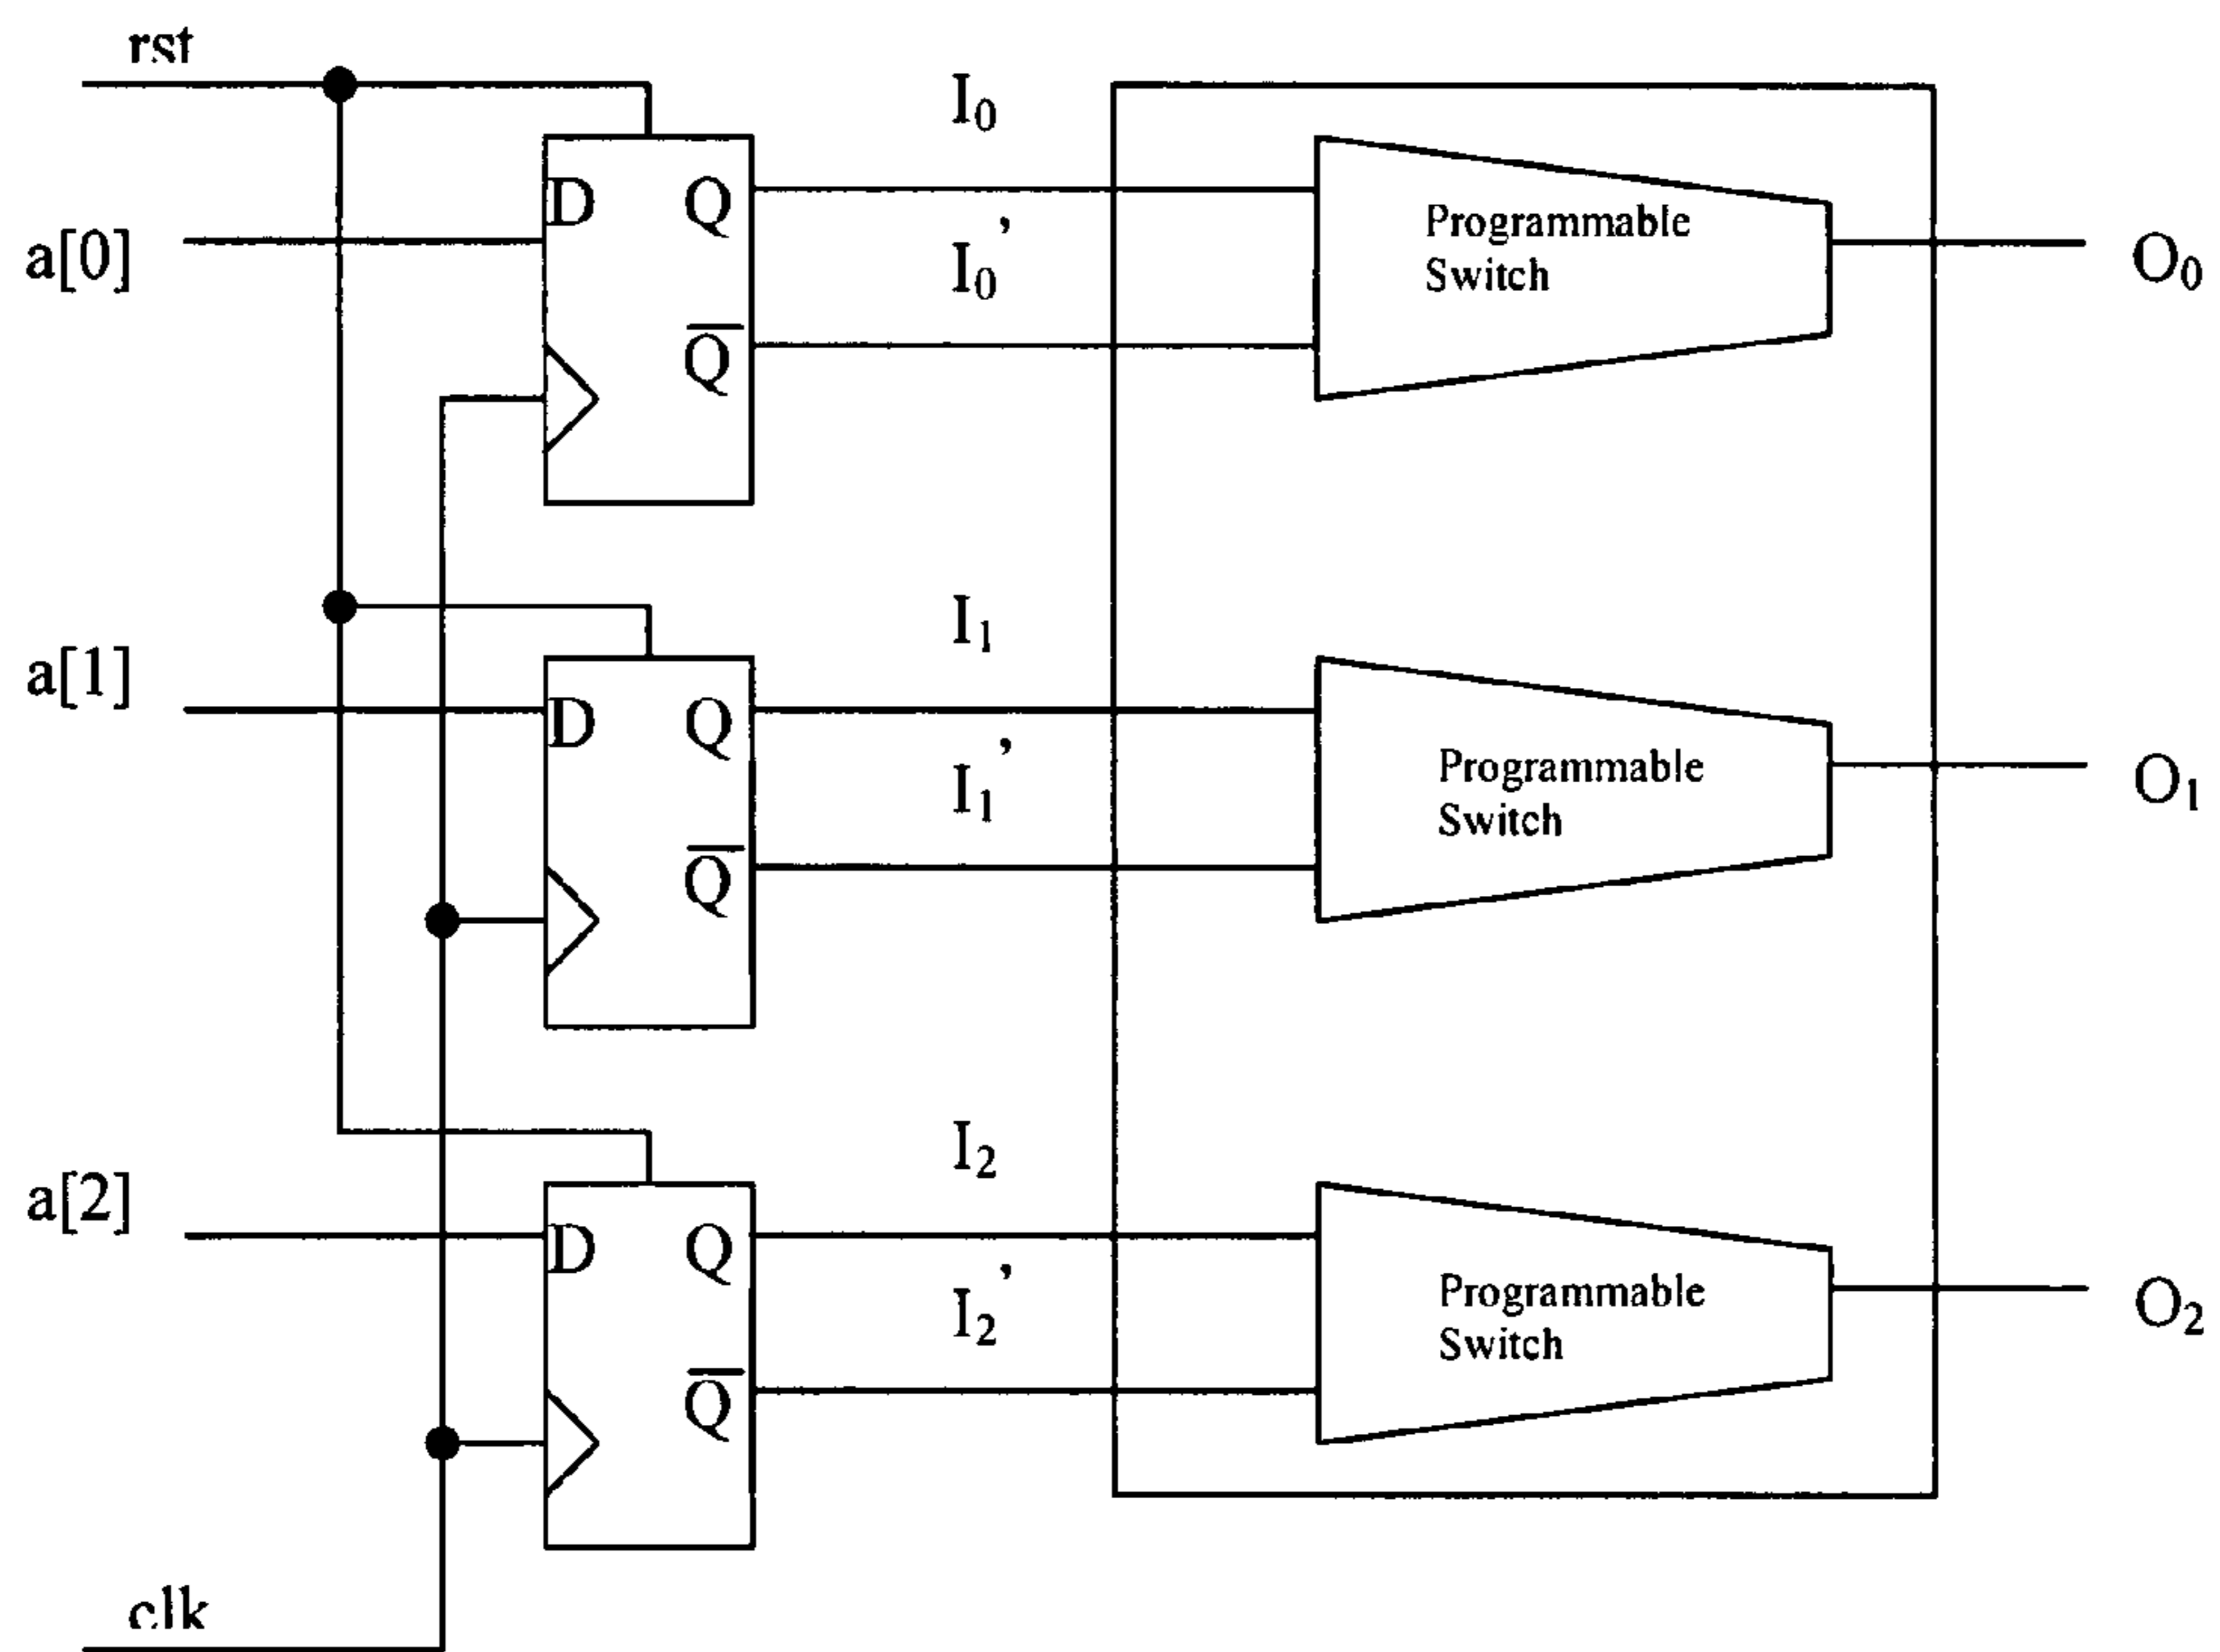 rst
I₀
D Q
Programmable
Switch
a[0]
I₀'
O₀
Q̅
I₁
a[1]
D Q
I₁'
Programmable
Switch
O₁
Q̅
I₂
a[2]
D Q
I₂'
Programmable
Switch
O₂
Q̅
clk